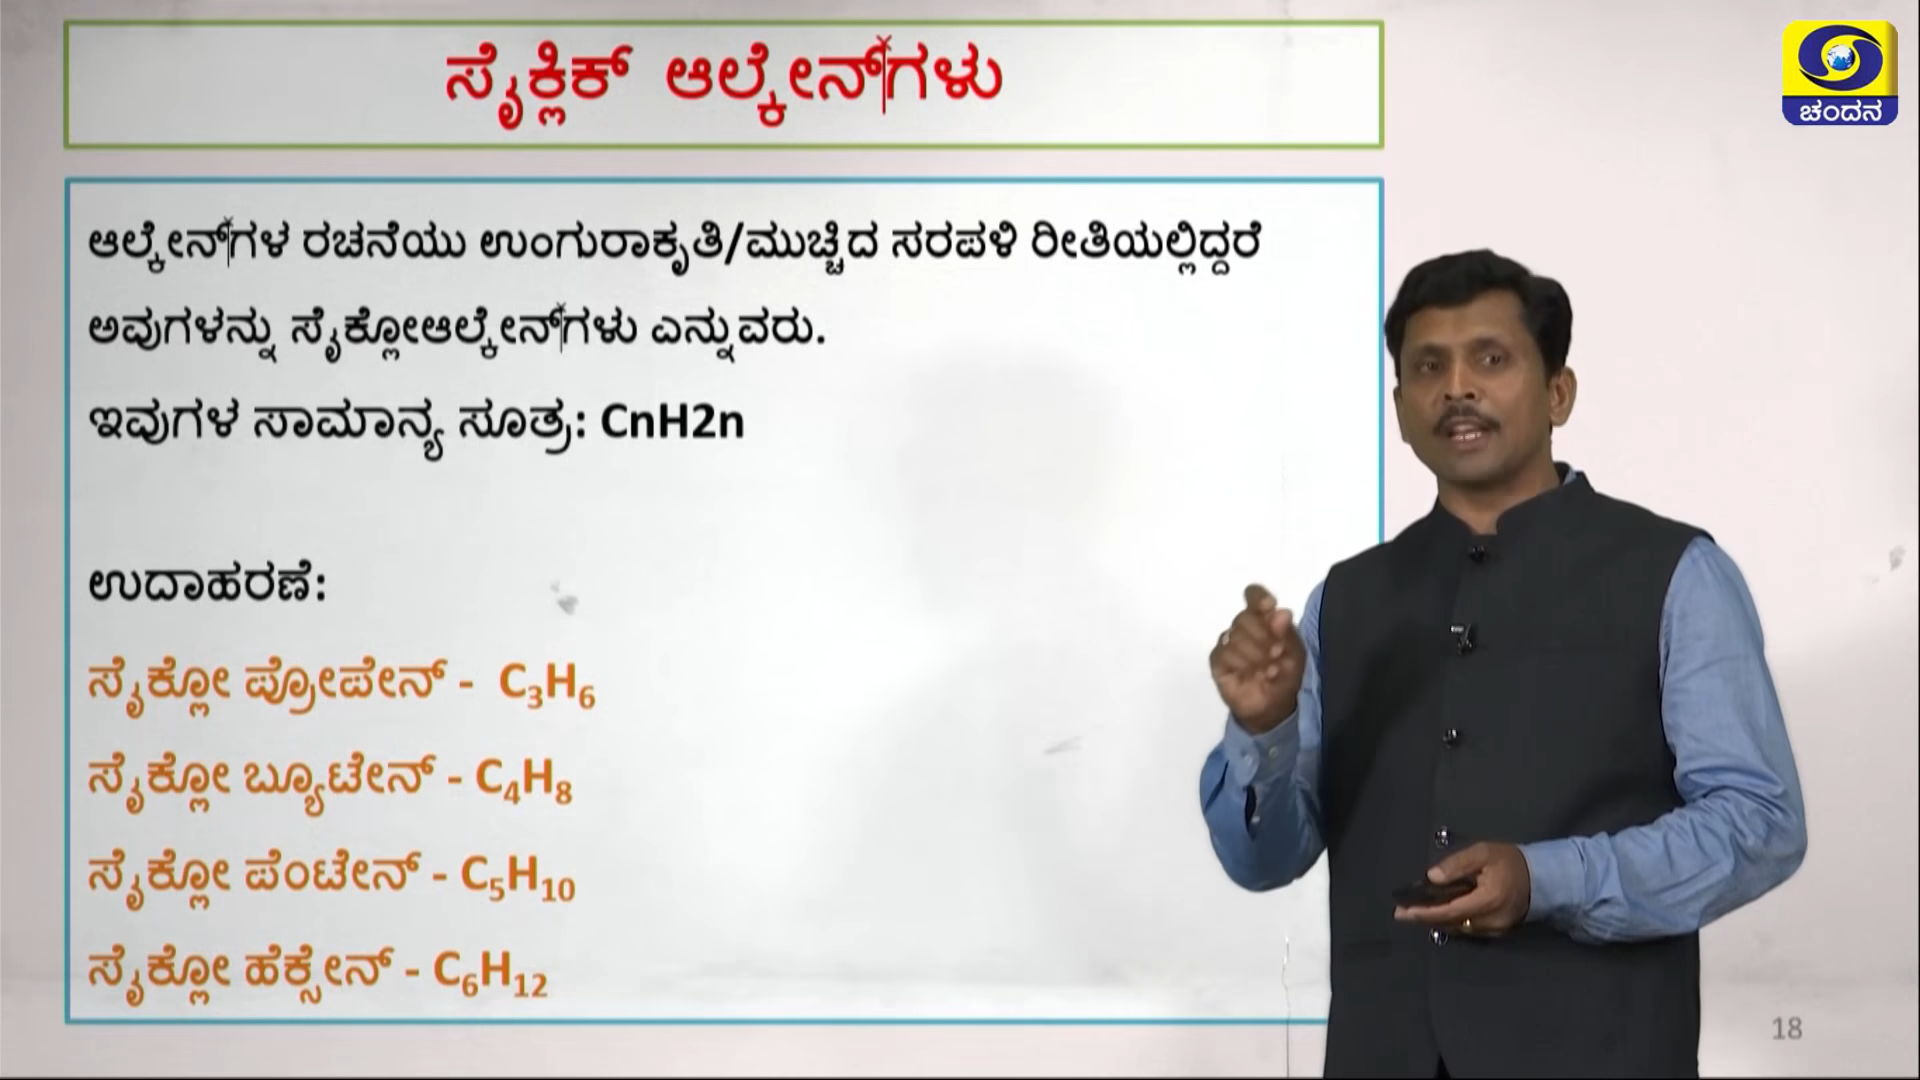 ಸೈಕ್ಲಿಕ್ ಆಲ್ಕೇನ್‌ಗಳು
ಚಂದನ
ಆಲ್ಕೇನ್‌ಗಳ ರಚನೆಯು ಉಂಗುರಾಕೃತಿ/ಮುಚ್ಚಿದ ಸರಪಳಿ ರೀತಿಯಲ್ಲಿದ್ದರೆ
ಅವುಗಳನ್ನು ಸೈಕ್ಲೋಆಲ್ಕೇನ್‌ಗಳು ಎನ್ನುವರು.
ಇವುಗಳ ಸಾಮಾನ್ಯ ಸೂತ್ರ: CnH2n
ಉದಾಹರಣೆ:
ಸೈಕ್ಲೋ ಪ್ರೋಪೇನ್ - C₃H₆
ಸೈಕ್ಲೋ ಬ್ಯೂಟೇನ್ - C₄H₈
ಸೈಕ್ಲೋ ಪೆಂಟೇನ್ - C₅H₁₀
ಸೈಕ್ಲೋ ಹೆಕ್ಸೇನ್ - C₆H₁₂
18